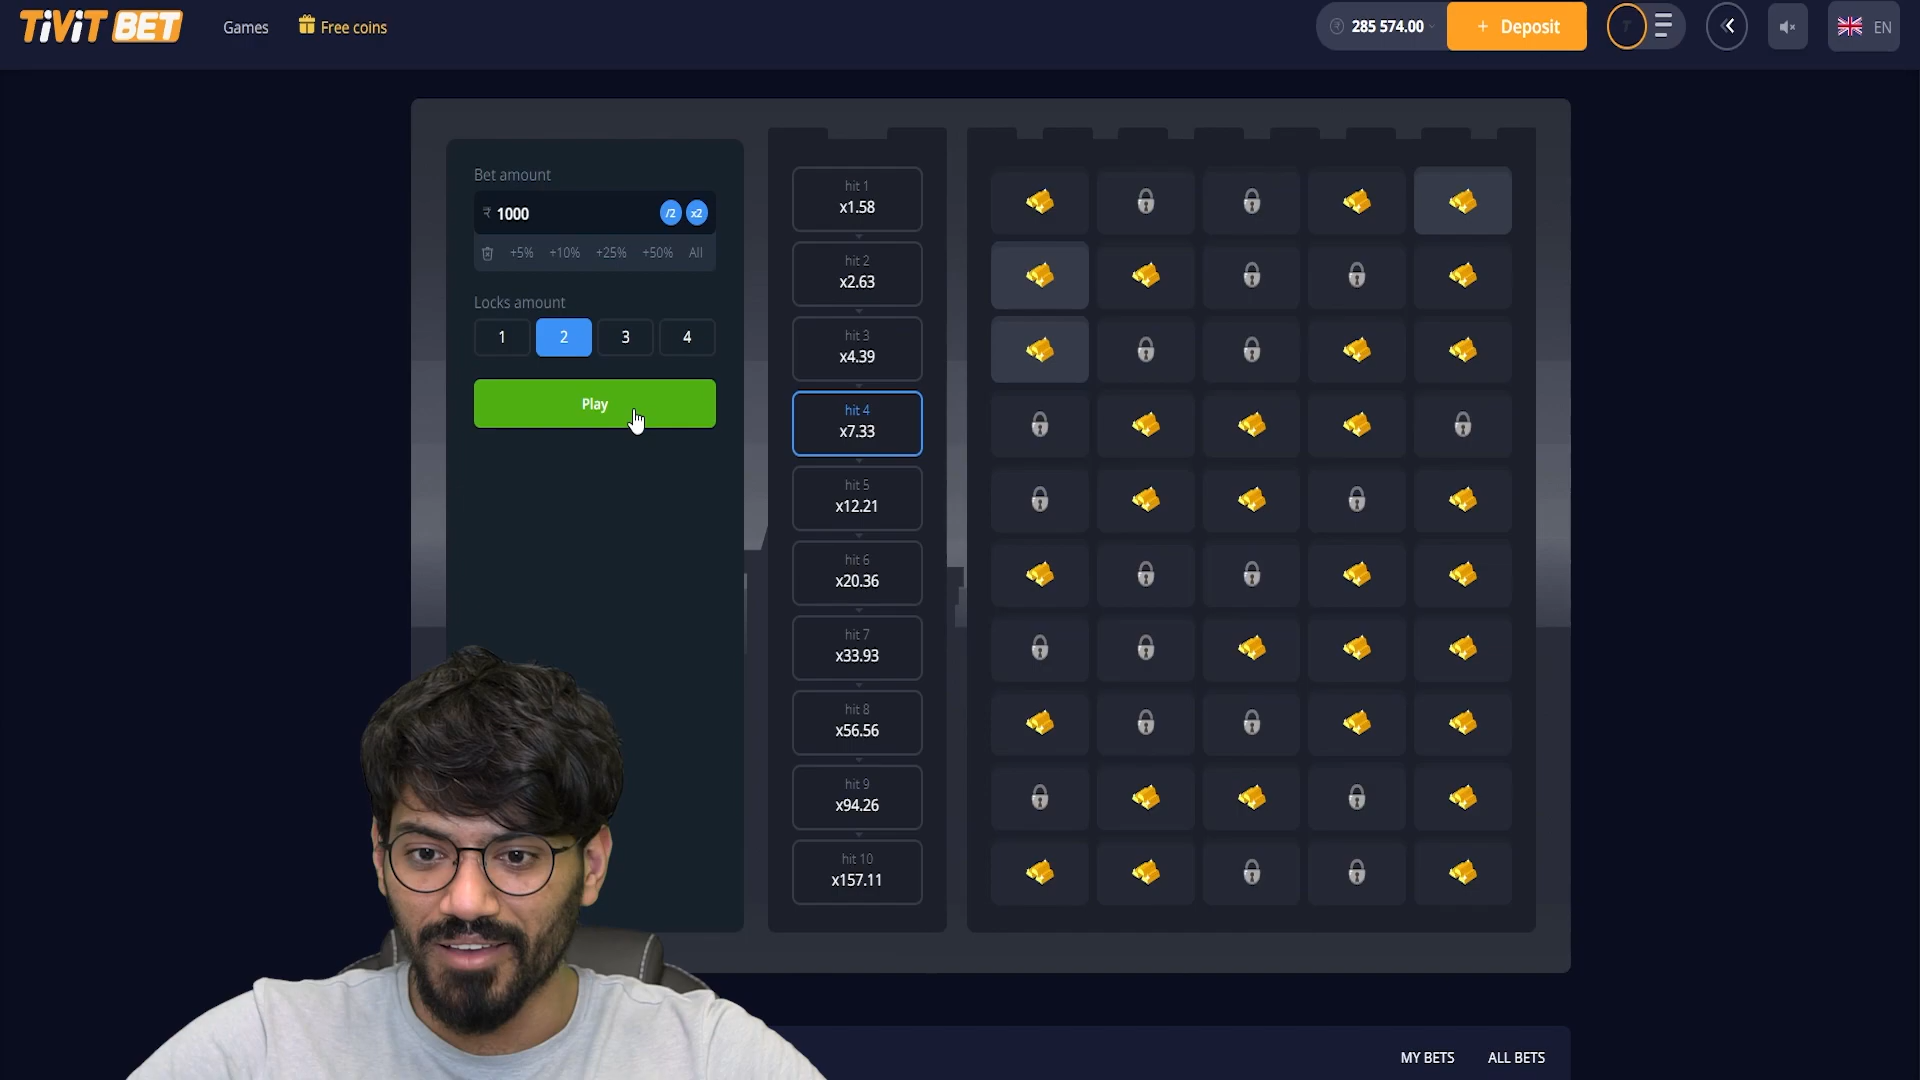 TiViT BET
Games
Free coins
285 574.00
+ Deposit
EN
Bet amount
₹ 1000
/2
x2
+5%
+10%
+25%
+50%
All
Locks amount
1
2
3
4
Play
hit 1
x1.58
hit 2
x2.63
hit 3
x4.39
hit 4
x7.33
hit 5
x12.21
hit 6
x20.36
hit 7
x33.93
hit 8
x56.56
hit 9
x94.26
hit 10
x157.11
MY BETS
ALL BETS